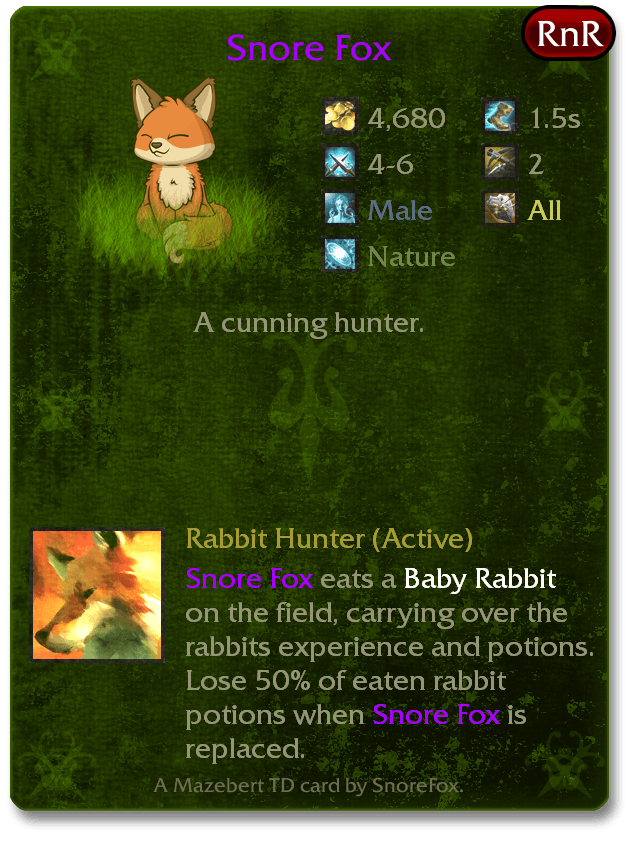 RnR
Snore Fox
4,680 1.5s
4-6 2
Male All
Nature
A cunning hunter.
Rabbit Hunter (Active)
Snore Fox eats a Baby Rabbit
on the field, carrying over the
rabbits experience and potions.
Lose 50% of eaten rabbit
potions when Snore Fox is
replaced.
A Mazebert TD card by SnoreFox.